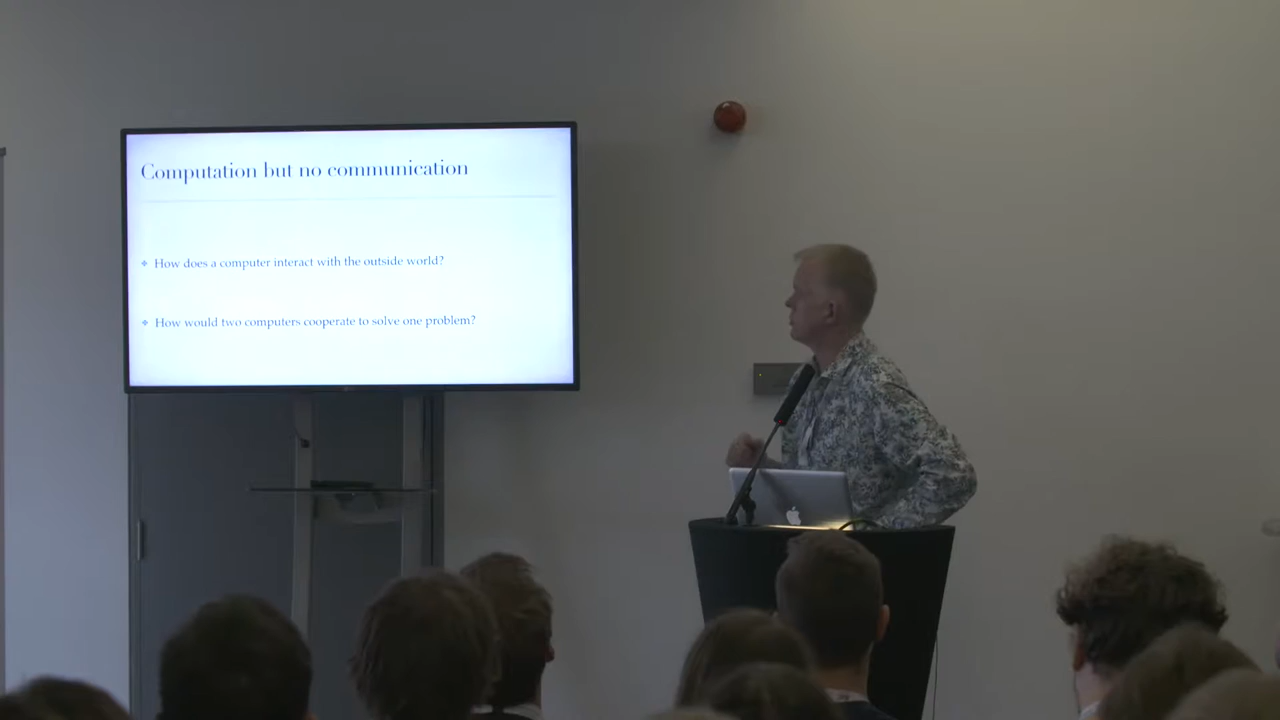 Computation but no communication
How does a computer interact with the outside world?
How would two computers cooperate to solve one problem?